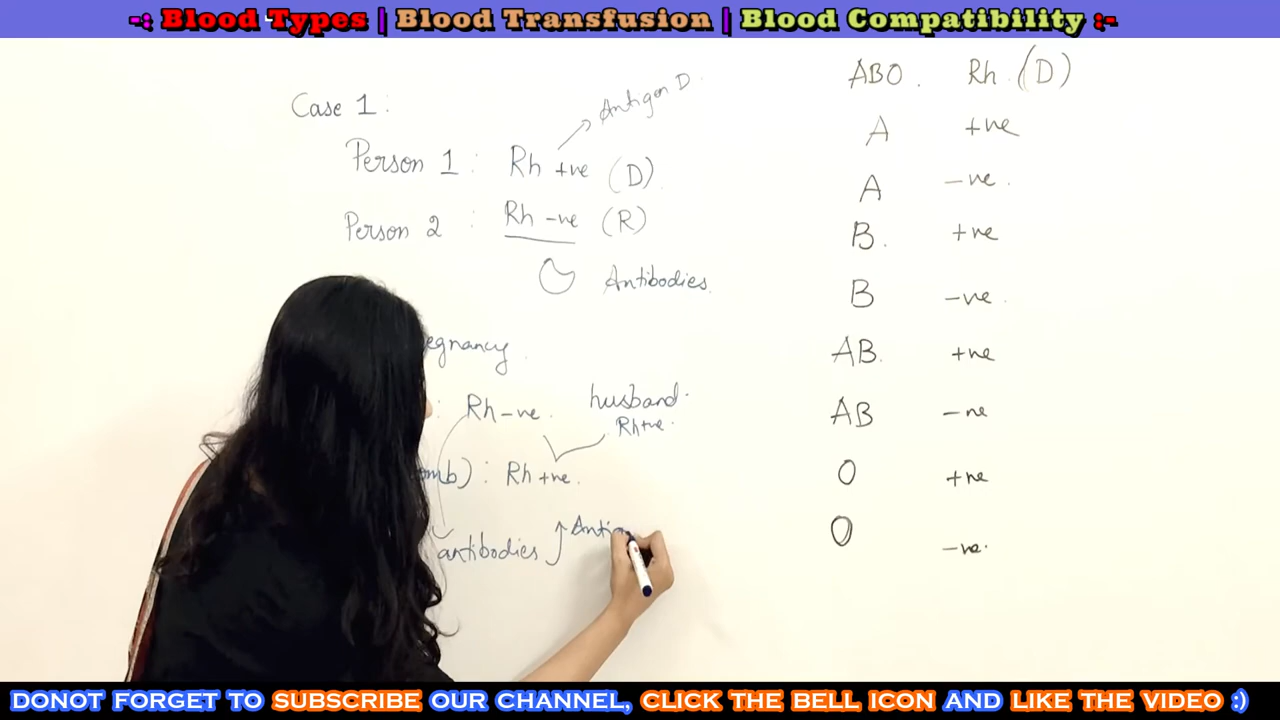 -: Blood Types | Blood Transfusion | Blood Compatibility :-
Case 1:
Antigen D.
Person 1 : Rh +ve (D)
Person 2 : Rh -ve (R)
Antibodies.
husband.
: Rh -ve.
Rh+ve.
) : Rh +ve.
antibodies
ABO. Rh (D)
A +ve
A -ve.
B. +ve
B -ve.
AB. +ve
AB -ve
O +ve
O -ve.
DONOT FORGET TO SUBSCRIBE OUR CHANNEL, CLICK THE BELL ICON AND LIKE THE VIDEO :)